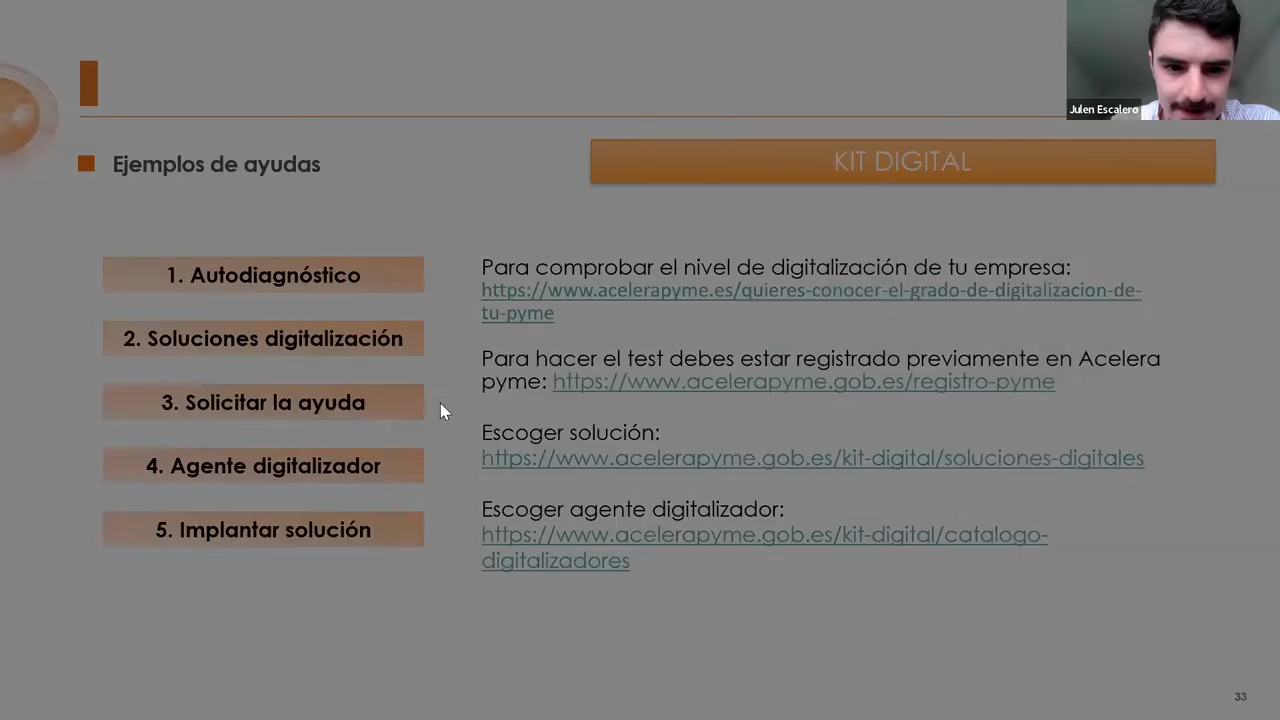 Julen Escalero
Ejemplos de ayudas
KIT DIGITAL
1. Autodiagnóstico
2. Soluciones digitalización
3. Solicitar la ayuda
4. Agente digitalizador
5. Implantar solución
Para comprobar el nivel de digitalización de tu empresa:
https://www.acelerapyme.es/quieres-conocer-el-grado-de-digitalizacion-de-
tu-pyme
Para hacer el test debes estar registrado previamente en Acelera
pyme: https://www.acelerapyme.gob.es/registro-pyme
Escoger solución:
https://www.acelerapyme.gob.es/kit-digital/soluciones-digitales
Escoger agente digitalizador:
https://www.acelerapyme.gob.es/kit-digital/catalogo-
digitalizadores
33